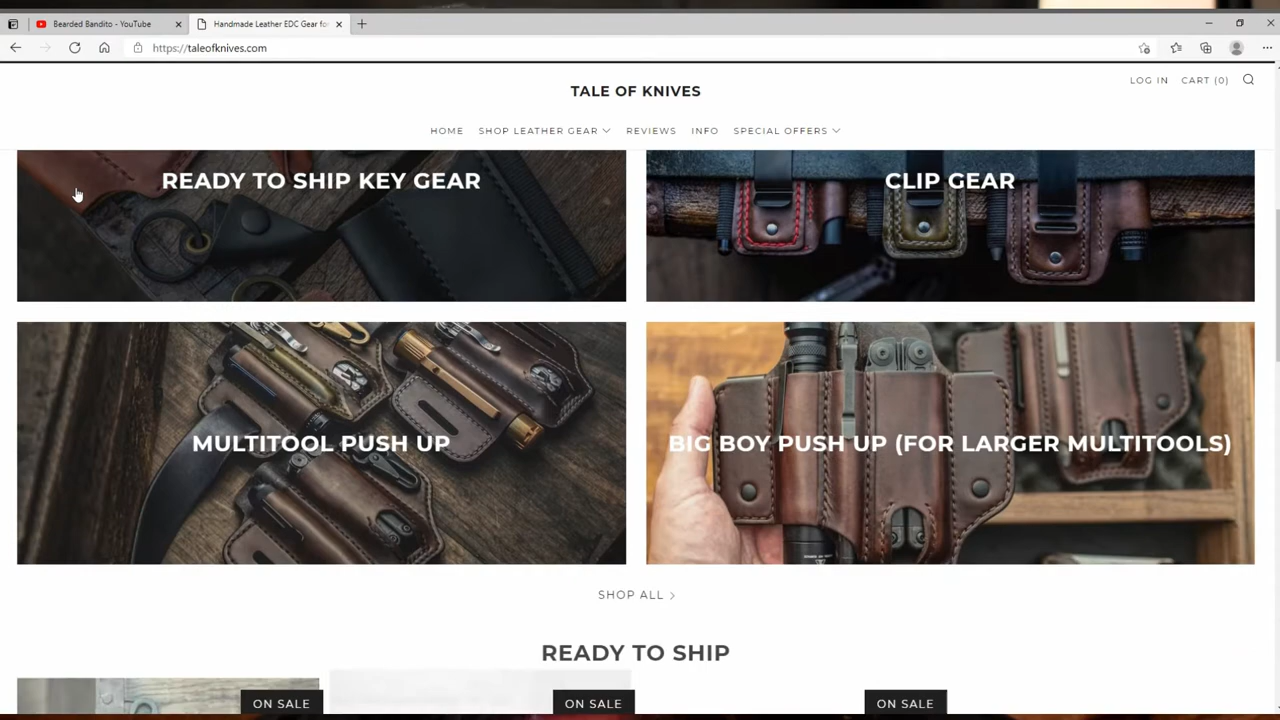 Bearded Bandito - YouTube
Handmade Leather EDC Gear for
https://taleofknives.com
LOG IN CART (0)
TALE OF KNIVES
HOME SHOP LEATHER GEAR REVIEWS INFO SPECIAL OFFERS
READY TO SHIP KEY GEAR
CLIP GEAR
MULTITOOL PUSH UP
BIG BOY PUSH UP (FOR LARGER MULTITOOLS)
SHOP ALL
READY TO SHIP
ON SALE
ON SALE
ON SALE